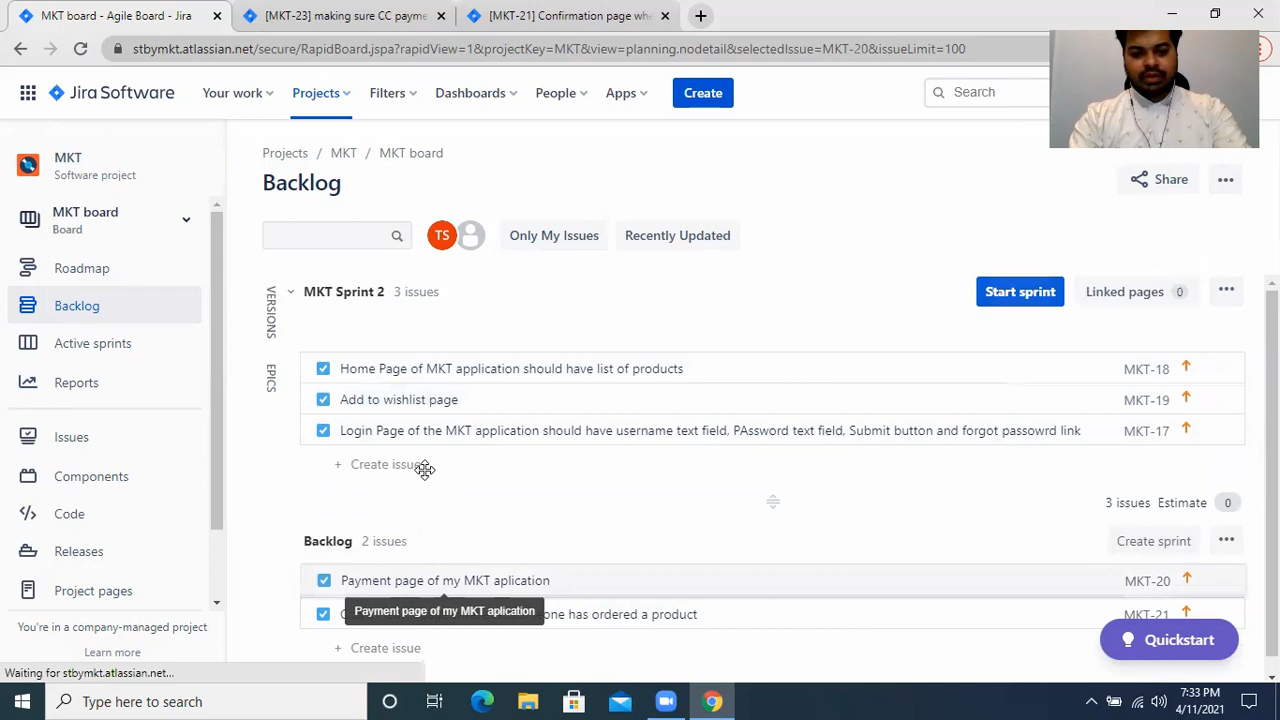 MKT board - Agile Board - Jira
[MKT-23] making sure CC payme
[MKT-21] Confirmation page whe
stbymkt.atlassian.net/secure/RapidBoard.jspa?rapidView=1&projectKey=MKT&view=planning.nodetail&selectedIssue=MKT-20&issueLimit=100
Jira Software
Your work
Projects
Filters
Dashboards
People
Apps
Create
Search
MKT
Software project
MKT board
Board
Roadmap
Backlog
Active sprints
Reports
Issues
Components
Code
Releases
Project pages
You're in a company-managed project
Learn more
Projects / MKT / MKT board
Backlog
Share
TS
Only My Issues
Recently Updated
VERSIONS
EPICS
MKT Sprint 2 3 issues
Start sprint
Linked pages 0
Home Page of MKT application should have list of products MKT-18
Add to wishlist page MKT-19
Login Page of the MKT application should have username text field, PAssword text field, Submit button and forgot passowrd link MKT-17
+ Create issue
3 issues Estimate 0
Backlog 2 issues
Create sprint
Payment page of my MKT aplication MKT-20
Payment page of my MKT aplication
one has ordered a product MKT-21
+ Create issue
Quickstart
Waiting for stbymkt.atlassian.net...
Type here to search
7:33 PM
4/11/2021